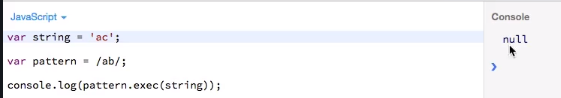 JavaScript
Console
var string = 'ac';
null
var pattern = /ab/;
console.log(pattern.exec(string));